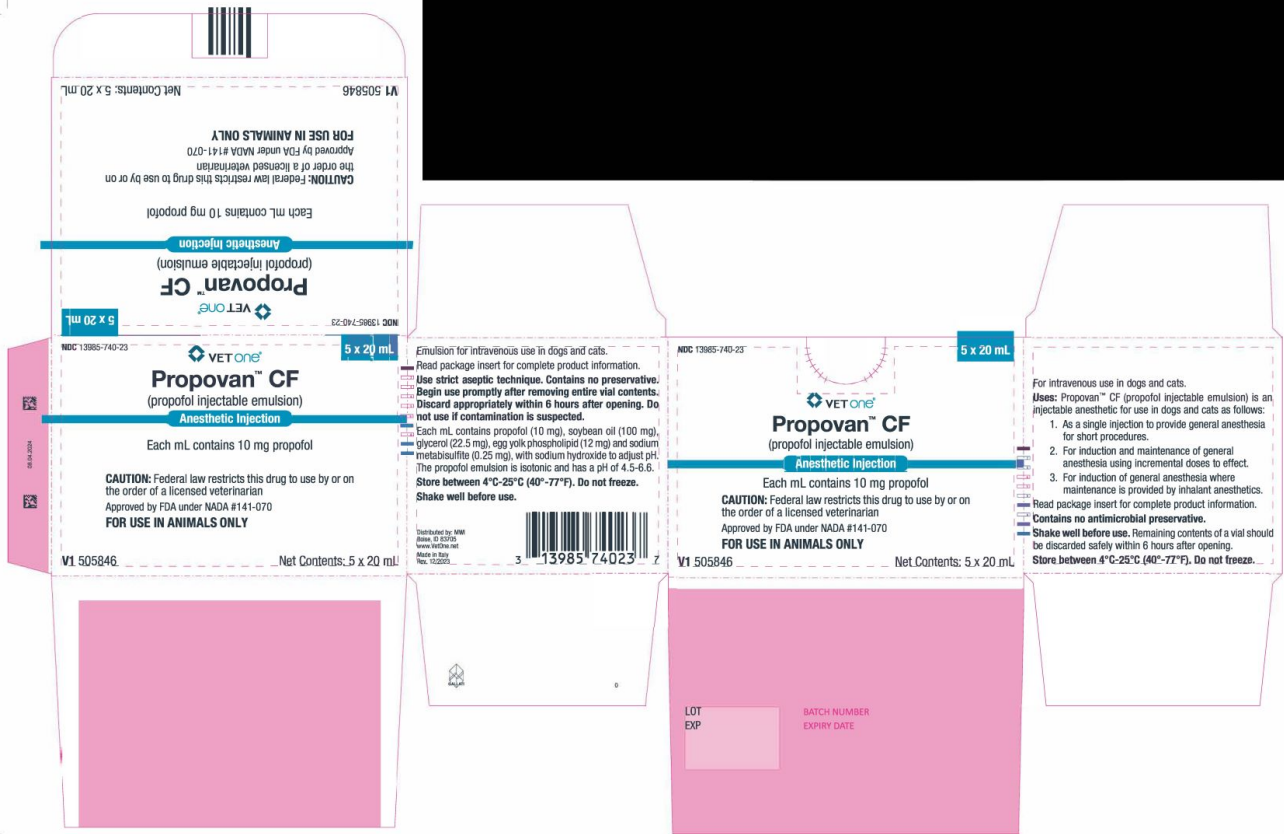 V1 505846
Net Contents: 5 x 20 mL
FOR USE IN ANIMALS ONLY
Approved by FDA under NADA #141-070
the order of a licensed veterinarian
CAUTION: Federal law restricts this drug to use by or on
Each mL contains 10 mg propofol
Anesthetic Injection
(propofol injectable emulsion)
Propovan™ CF
VET one®
NDC 13985-740-23
5 x 20 mL
NDC 13985-740-23
5 x 20 mL
VET one®
Propovan™ CF
(propofol injectable emulsion)
Anesthetic Injection
Each mL contains 10 mg propofol
CAUTION: Federal law restricts this drug to use by or on
the order of a licensed veterinarian
Approved by FDA under NADA #141-070
FOR USE IN ANIMALS ONLY
V1 505846
Net Contents: 5 x 20 mL
Emulsion for intravenous use in dogs and cats.
Read package insert for complete product information.
Use strict aseptic technique. Contains no preservative.
Begin use promptly after removing entire vial contents.
Discard appropriately within 6 hours after opening. Do
not use if contamination is suspected.
Each mL contains propofol (10 mg), soybean oil (100 mg),
glycerol (22.5 mg), egg yolk phospholipid (12 mg) and sodium
metabisulfite (0.25 mg), with sodium hydroxide to adjust pH.
The propofol emulsion is isotonic and has a pH of 4.5-6.6.
Store between 4°C-25°C (40°-77°F). Do not freeze.
Shake well before use.
Distributed by: MWI
Boise, ID 83705
www.VetOne.net
Made in Italy
Rev. 12/2023
3 13985 74023 7
NDC 13985-740-23
5 x 20 mL
VET one®
Propovan™ CF
(propofol injectable emulsion)
Anesthetic Injection
Each mL contains 10 mg propofol
CAUTION: Federal law restricts this drug to use by or on
the order of a licensed veterinarian
Approved by FDA under NADA #141-070
FOR USE IN ANIMALS ONLY
V1 505846
Net Contents: 5 x 20 mL
For intravenous use in dogs and cats.
Uses: Propovan™ CF (propofol injectable emulsion) is an
injectable anesthetic for use in dogs and cats as follows:
1. As a single injection to provide general anesthesia
for short procedures.
2. For induction and maintenance of general
anesthesia using incremental doses to effect.
3. For induction of general anesthesia where
maintenance is provided by inhalant anesthetics.
Read package insert for complete product information.
Contains no antimicrobial preservative.
Shake well before use. Remaining contents of a vial should
be discarded safely within 6 hours after opening.
Store between 4°C-25°C (40°-77°F). Do not freeze.
0
LOT
EXP
BATCH NUMBER
EXPIRY DATE